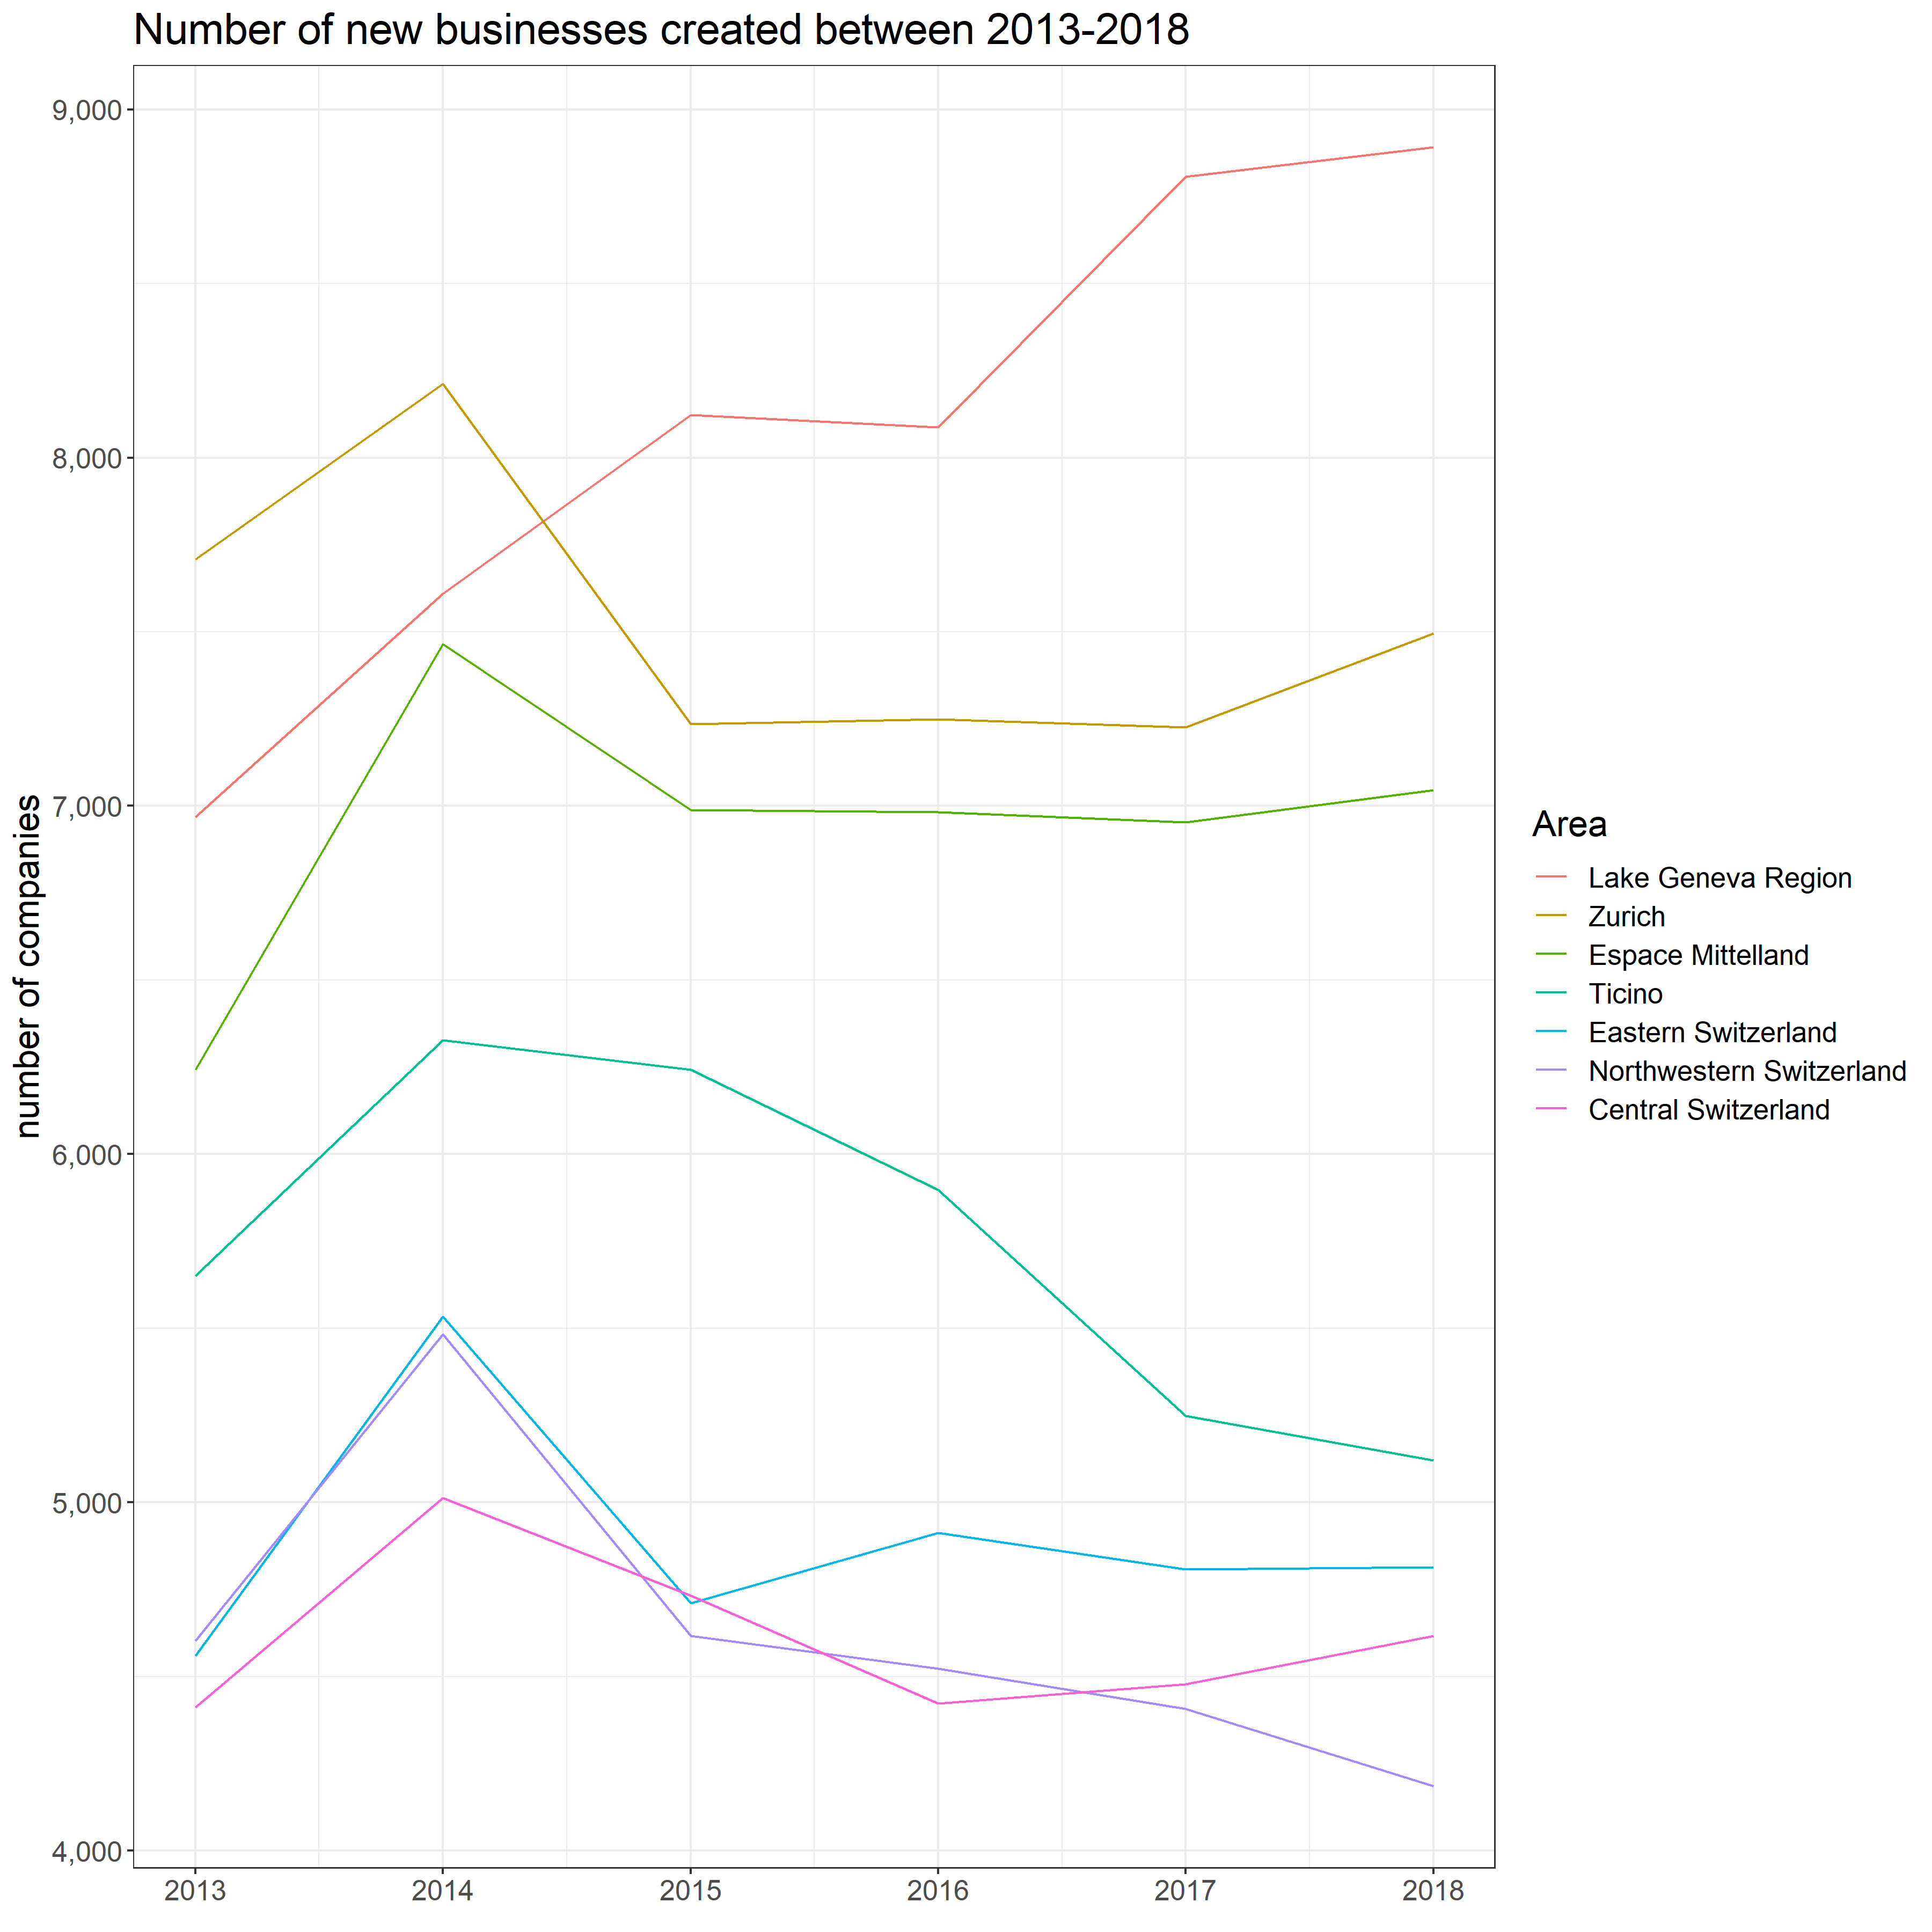 Number of new businesses created between 2013-2018
number of companies
9,000
8,000
7,000
6,000
5,000
4,000
2013 2014 2015 2016 2017 2018
Area
Lake Geneva Region
Zurich
Espace Mittelland
Ticino
Eastern Switzerland
Northwestern Switzerland
Central Switzerland